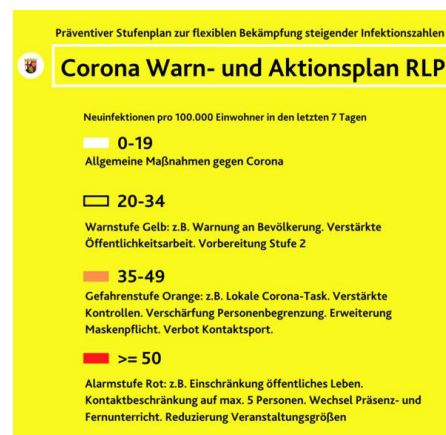 Präventiver Stufenplan zur flexiblen Bekämpfung steigender Infektionszahlen
Corona Warn- und Aktionsplan RLP
Neuinfektionen pro 100.000 Einwohner in den letzten 7 Tagen
0-19
Allgemeine Maßnahmen gegen Corona
20-34
Warnstufe Gelb: z.B. Warnung an Bevölkerung. Verstärkte
Öffentlichkeitsarbeit. Vorbereitung Stufe 2
35-49
Gefahrenstufe Orange: z.B. Lokale Corona-Task. Verstärkte
Kontrollen. Verschärfung Personenbegrenzung. Erweiterung
Maskenpflicht. Verbot Kontaktsport.
>= 50
Alarmstufe Rot: z.B. Einschränkung öffentliches Leben.
Kontaktbeschränkung auf max. 5 Personen. Wechsel Präsenz- und
Fernunterricht. Reduzierung Veranstaltungsgrößen